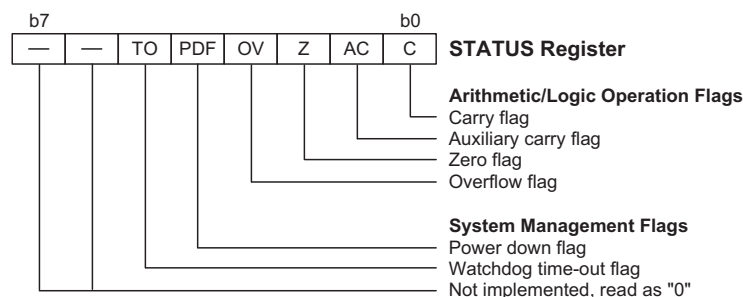 b7 b0
— — TO PDF OV Z AC C STATUS Register
Arithmetic/Logic Operation Flags
Carry flag
Auxiliary carry flag
Zero flag
Overflow flag
System Management Flags
Power down flag
Watchdog time-out flag
Not implemented, read as "0"